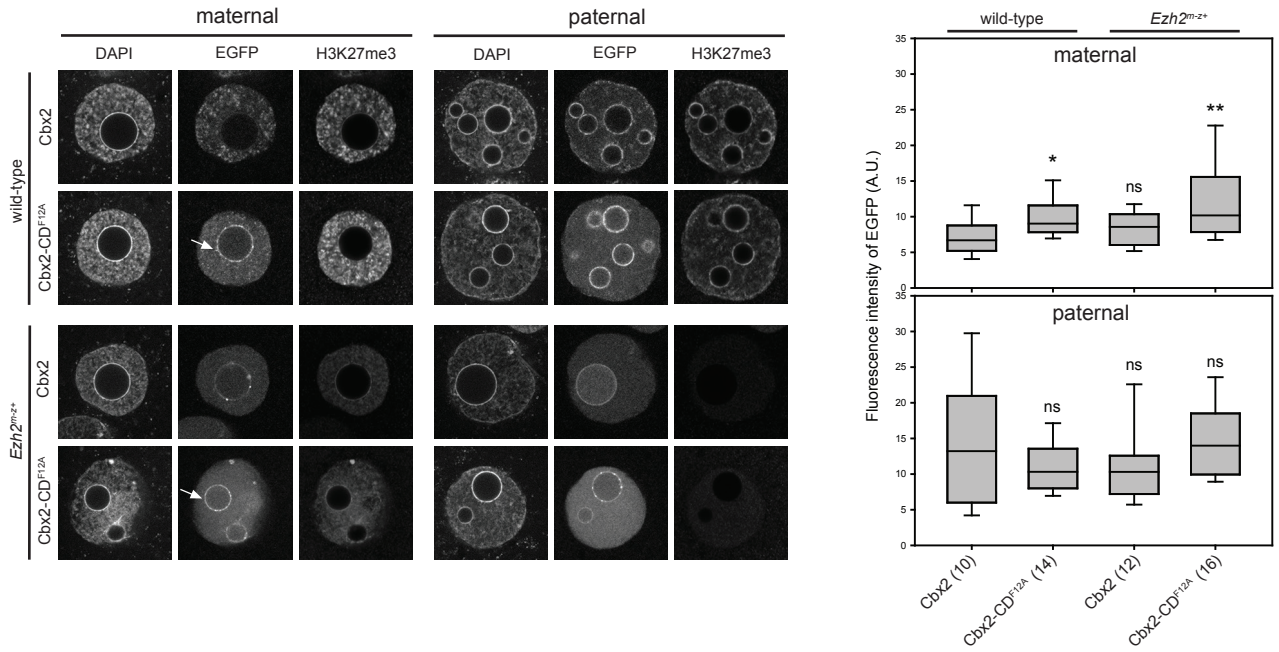 maternal
paternal
DAPI
EGFP
H3K27me3
DAPI
EGFP
H3K27me3
wild-type
Cbx2
Cbx2-CD^F12A
Ezh2^m-z+
Cbx2
Cbx2-CD^F12A
wild-type
Ezh2^m-z+
Fluorescence intensity of EGFP (A.U.)
maternal
35
30
25
20
15
10
5
0
*
ns
**
paternal
35
30
25
20
15
10
5
0
ns
ns
ns
Cbx2 (10)
Cbx2-CD^F12A (14)
Cbx2 (12)
Cbx2-CD^F12A (16)